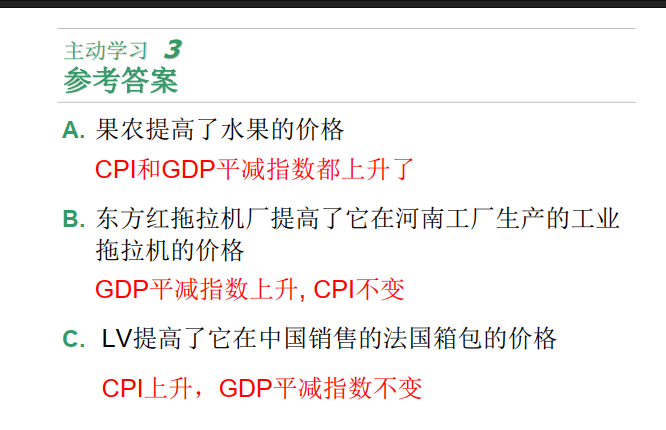 主动学习 3
参考答案
A. 果农提高了水果的价格
CPI和GDP平减指数都上升了
B. 东方红拖拉机厂提高了它在河南工厂生产的工业
拖拉机的价格
GDP平减指数上升, CPI不变
C. LV提高了它在中国销售的法国箱包的价格
CPI上升，GDP平减指数不变